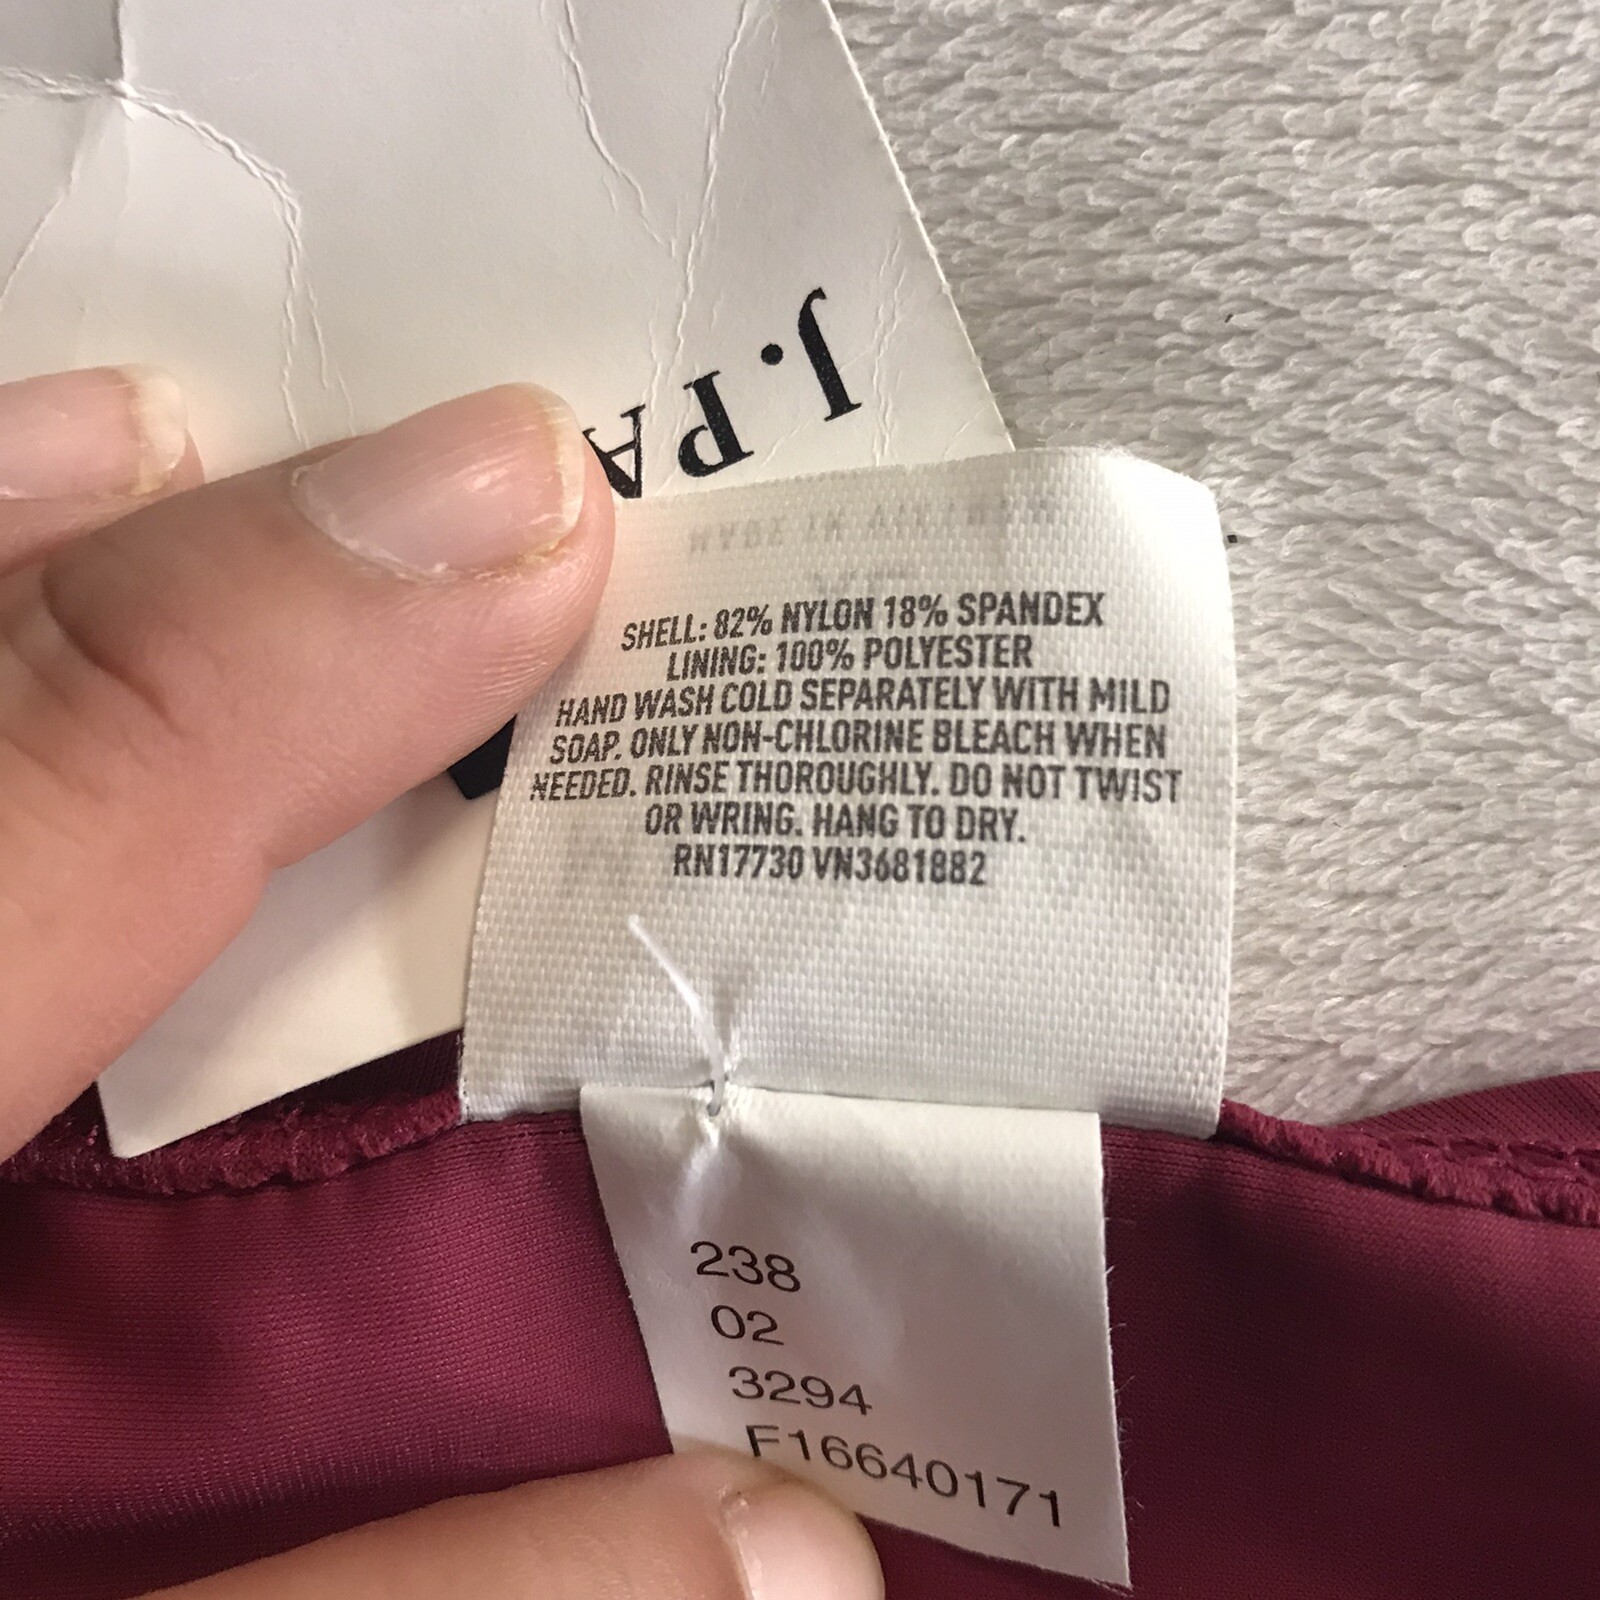 J. PA
SHELL: 82% NYLON 18% SPANDEX
LINING: 100% POLYESTER
HAND WASH COLD SEPARATELY WITH MILD
SOAP. ONLY NON-CHLORINE BLEACH WHEN
NEEDED. RINSE THOROUGHLY. DO NOT TWIST
OR WRING. HANG TO DRY.
RN17730 VN3681882
238
02
3294
F16640171